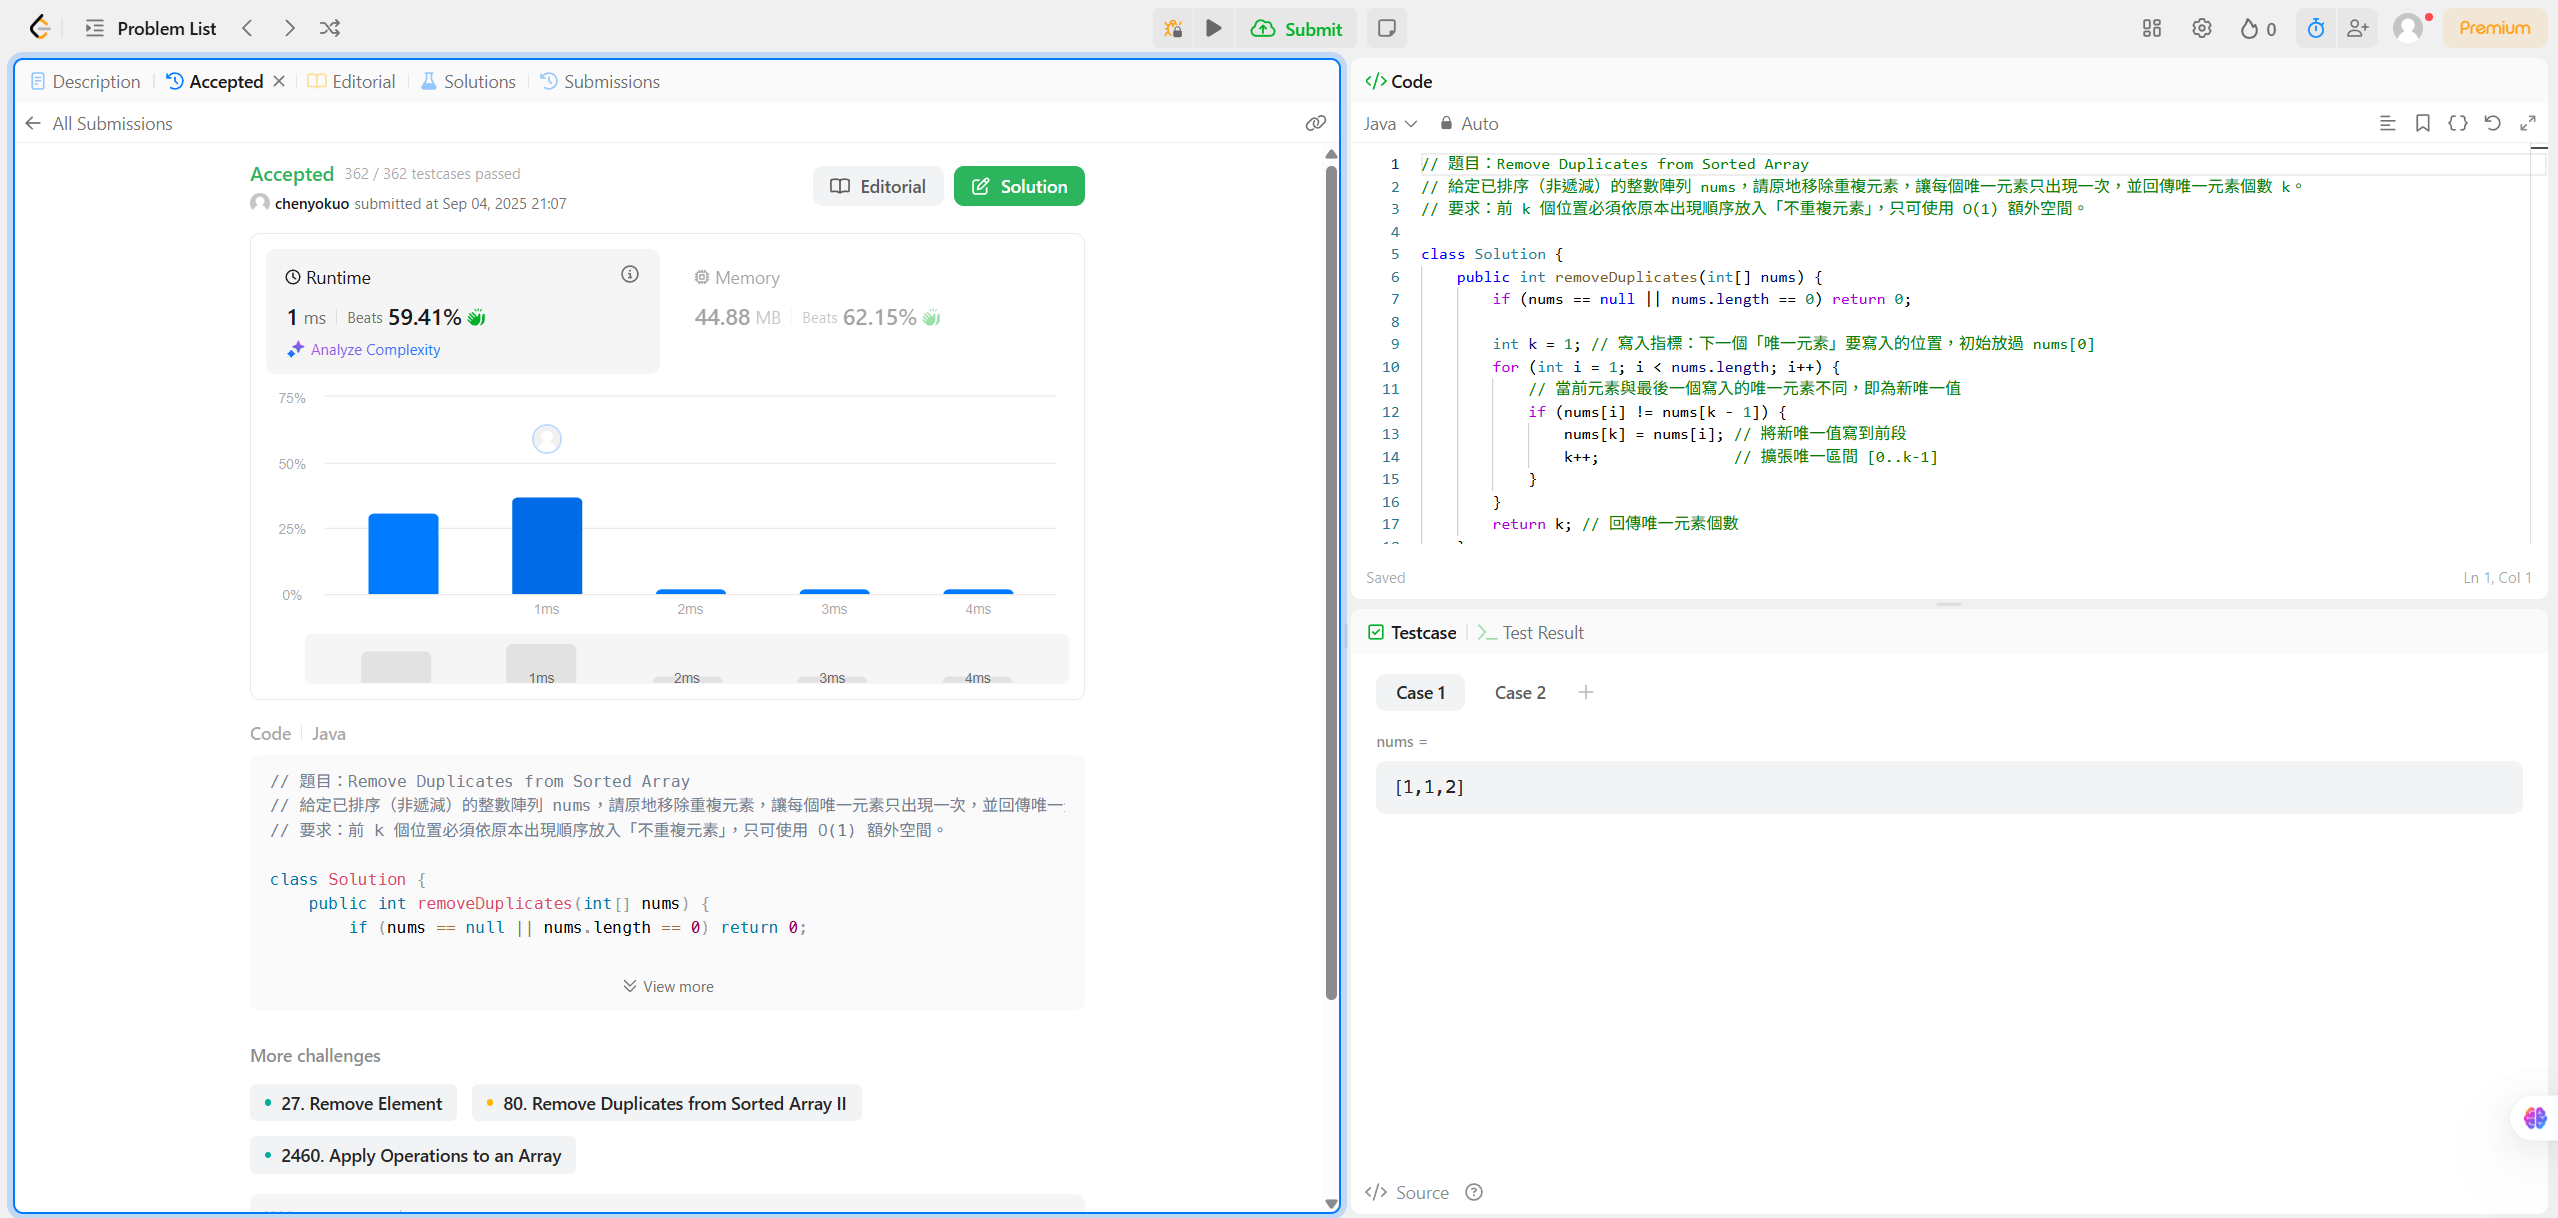 Problem List
Submit
0
Premium
Description
Accepted
Editorial
Solutions
Submissions
All Submissions
Accepted 362 / 362 testcases passed
chenyokuo submitted at Sep 04, 2025 21:07
Editorial
Solution
Runtime
1 ms Beats 59.41%
Analyze Complexity
Memory
44.88 MB Beats 62.15%
75%
50%
25%
0%
1ms 2ms 3ms 4ms
1ms 2ms 3ms 4ms
Code Java
// 題目：Remove Duplicates from Sorted Array
// 給定已排序（非遞減）的整數陣列 nums，請原地移除重複元素，讓每個唯一元素只出現一次，並回傳唯一
// 要求：前 k 個位置必須依原本出現順序放入「不重複元素」，只可使用 O(1) 額外空間。
class Solution {
public int removeDuplicates(int[] nums) {
if (nums == null || nums.length == 0) return 0;
View more
More challenges
27. Remove Element
80. Remove Duplicates from Sorted Array II
2460. Apply Operations to an Array
</> Code
Java Auto
1 // 題目：Remove Duplicates from Sorted Array
2 // 給定已排序（非遞減）的整數陣列 nums，請原地移除重複元素，讓每個唯一元素只出現一次，並回傳唯一元素個數 k。
3 // 要求：前 k 個位置必須依原本出現順序放入「不重複元素」，只可使用 O(1) 額外空間。
4
5 class Solution {
6 public int removeDuplicates(int[] nums) {
7 if (nums == null || nums.length == 0) return 0;
8
9 int k = 1; // 寫入指標：下一個「唯一元素」要寫入的位置，初始放過 nums[0]
10 for (int i = 1; i < nums.length; i++) {
11 // 當前元素與最後一個寫入的唯一元素不同，即為新唯一值
12 if (nums[i] != nums[k - 1]) {
13 nums[k] = nums[i]; // 將新唯一值寫到前段
14 k++; // 擴張唯一區間 [0..k-1]
15 }
16 }
17 return k; // 回傳唯一元素個數
Saved
Ln 1, Col 1
Testcase
Test Result
Case 1
Case 2
nums =
[1,1,2]
</> Source